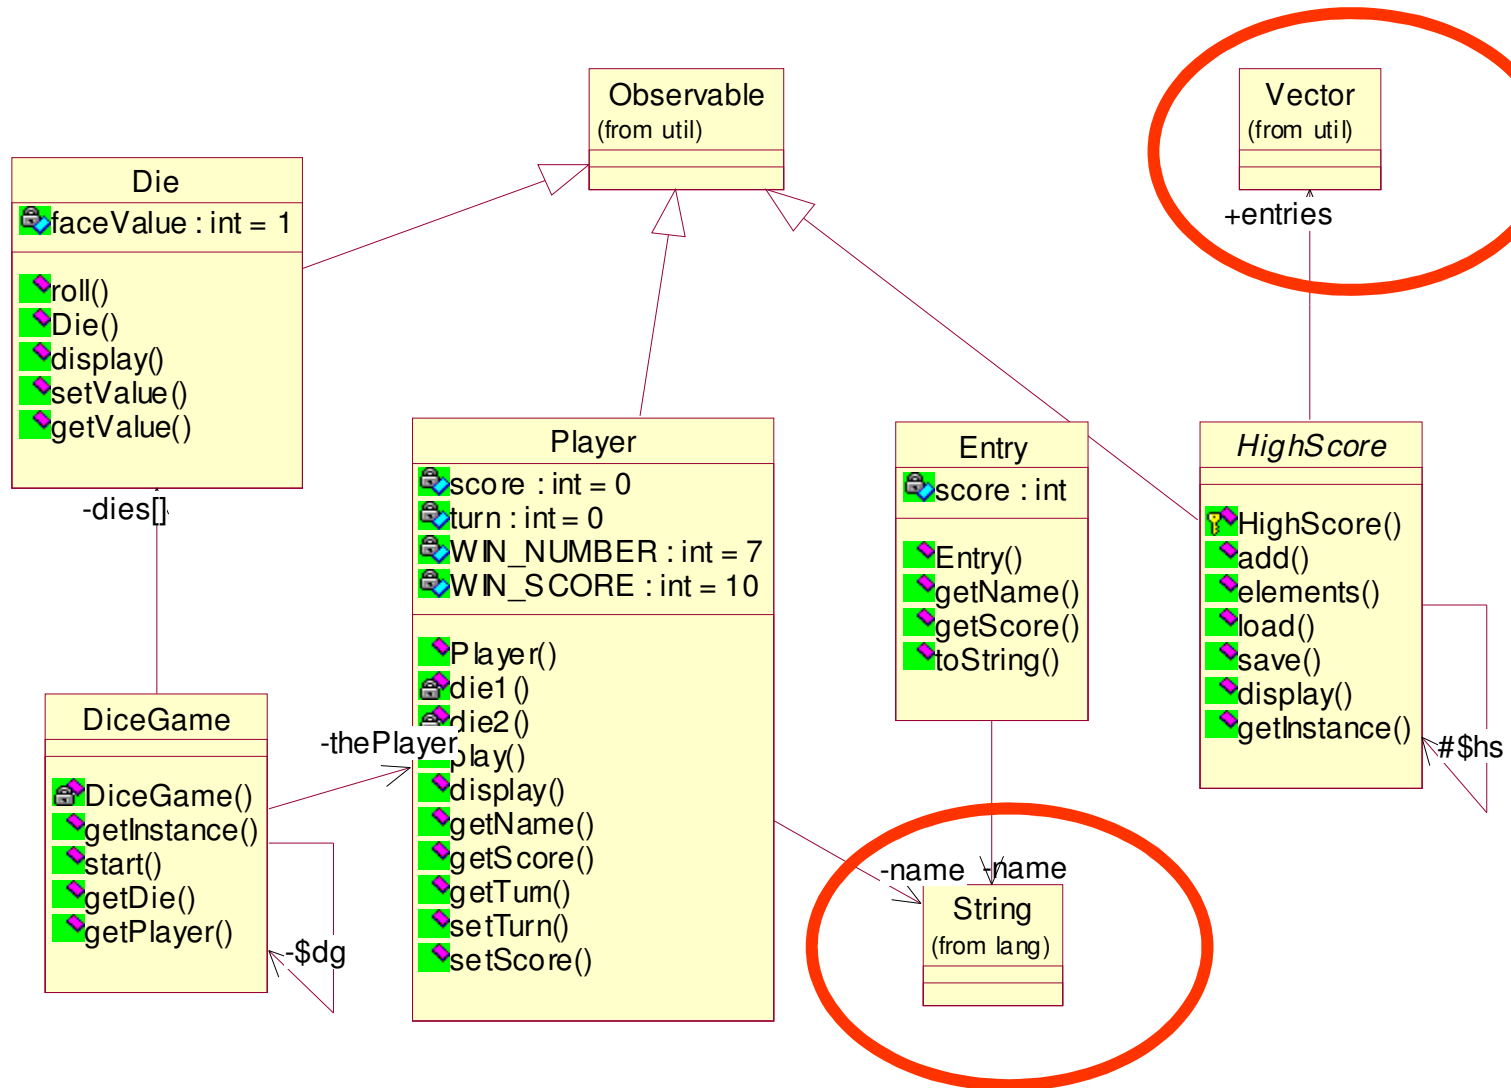 Observable
(from util)
Vector
(from util)
+entries
Die
faceValue : int = 1
roll()
Die()
display()
setValue()
getValue()
-dies[]
Player
score : int = 0
turn : int = 0
WIN_NUMBER : int = 7
WIN_SCORE : int = 10
Player()
die1()
die2()
play()
display()
getName()
getScore()
getTurn()
setTurn()
setScore()
Entry
score : int
Entry()
getName()
getScore()
toString()
HighScore
HighScore()
add()
elements()
load()
save()
display()
getInstance()
#$hs
DiceGame
DiceGame()
getInstance()
start()
getDie()
getPlayer()
-$dg
-thePlayer
-name
-name
String
(from lang)